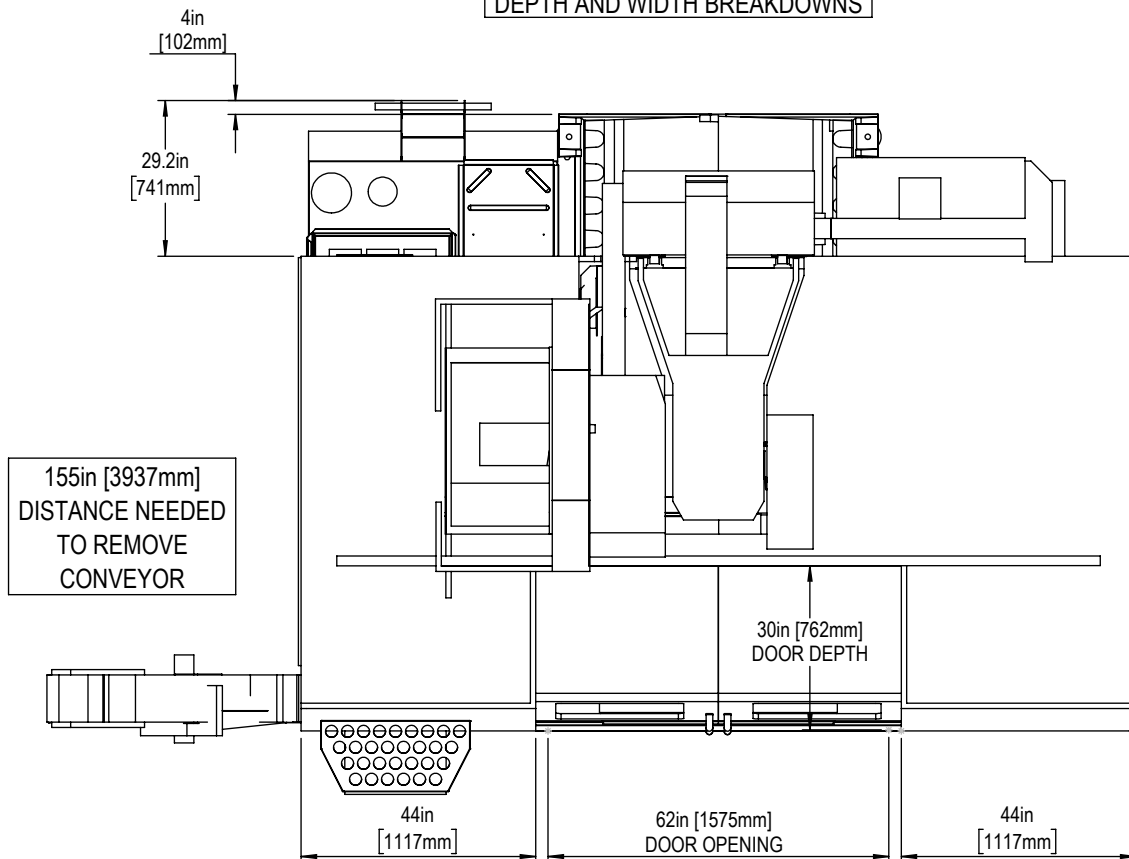 DEPTH AND WIDTH BREAKDOWNS
4in
[102mm]
29.2in
[741mm]
155in [3937mm]
DISTANCE NEEDED
TO REMOVE
CONVEYOR
30in [762mm]
DOOR DEPTH
44in
[1117mm]
62in [1575mm]
DOOR OPENING
44in
[1117mm]